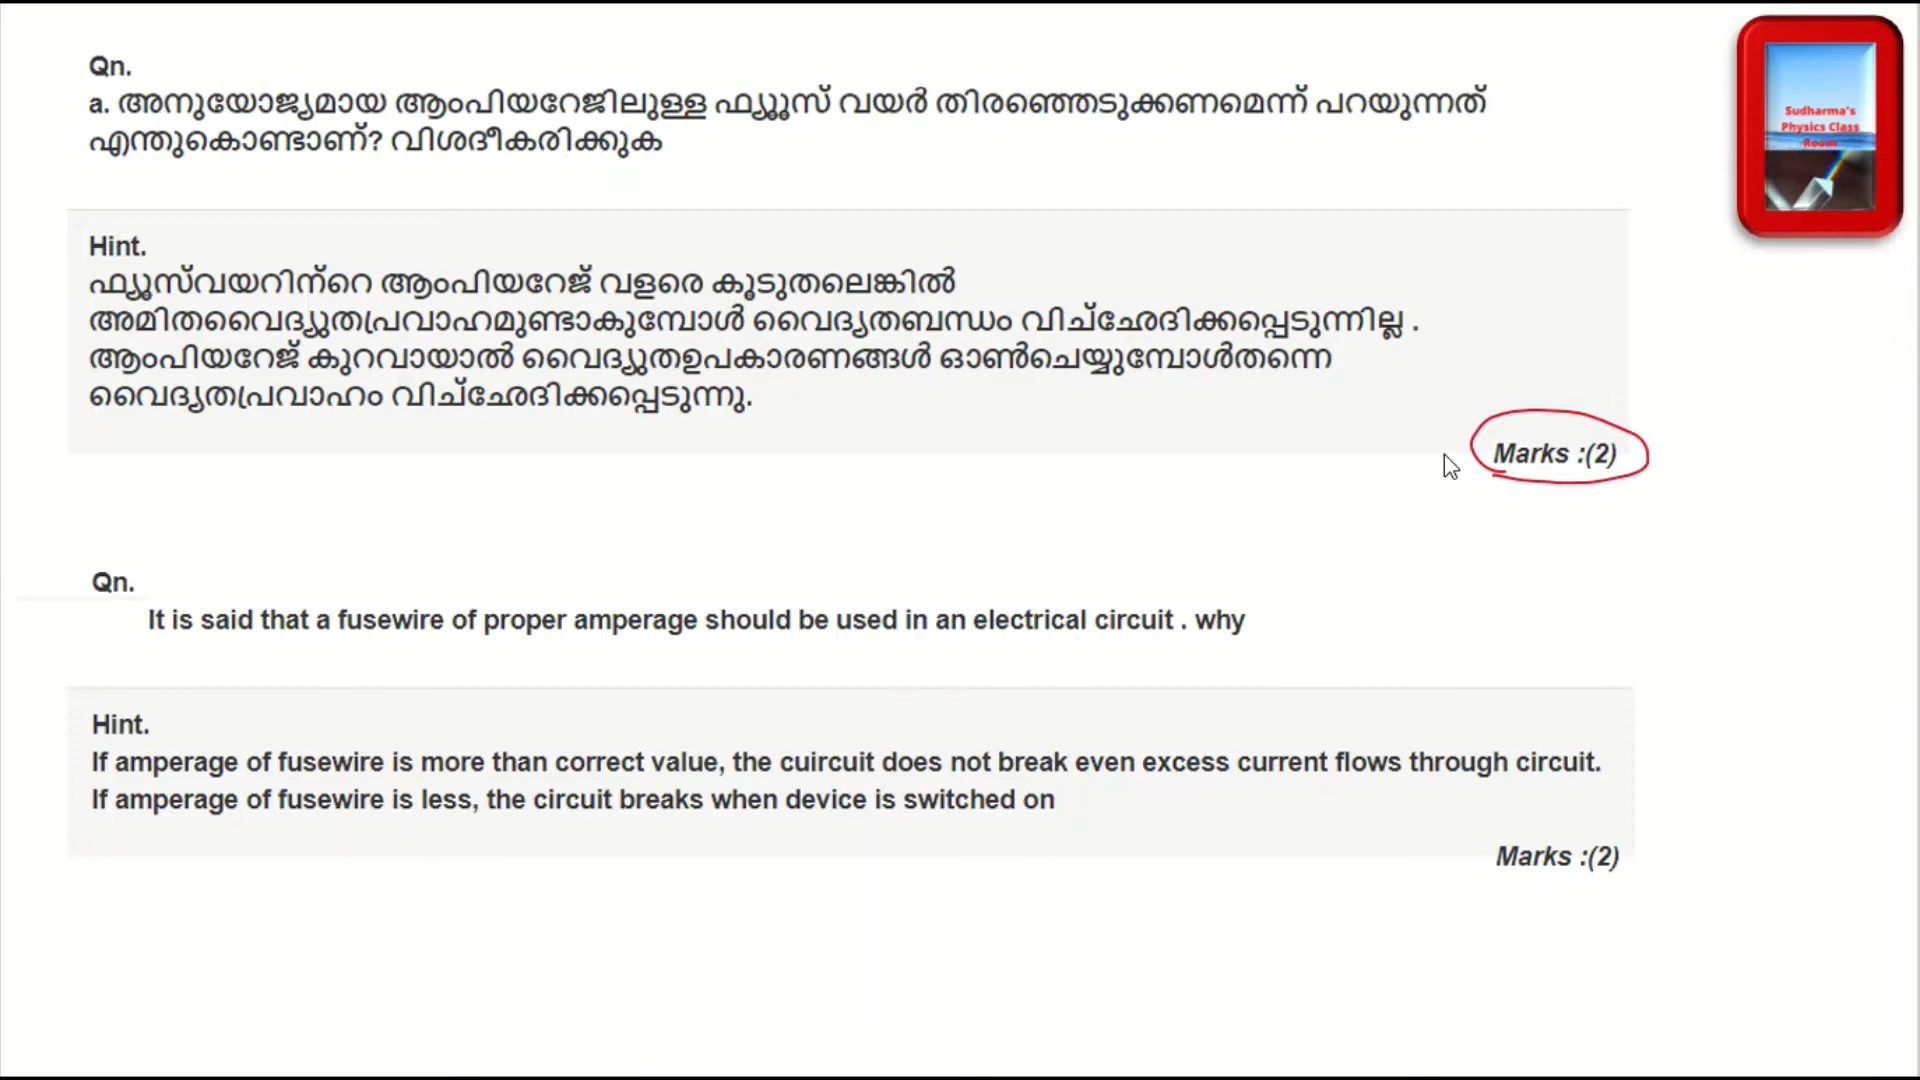 Qn.
a. അനുയോജ്യമായ ആംപിയറേജിലുള്ള ഫ്യൂസ് വയർ തിരഞ്ഞെടുക്കണമെന്ന് പറയുന്നത്
എന്തുകൊണ്ടാണ്? വിശദീകരിക്കുക
Hint.
ഫ്യൂസ്‌വയറിന്റെ ആംപിയറേജ് വളരെ കൂടുതലെങ്കിൽ
അമിതവൈദ്യുതപ്രവാഹമുണ്ടാകുമ്പോൾ വൈദ്യതബന്ധം വിച്ഛേദിക്കപ്പെടുന്നില്ല .
ആംപിയറേജ് കുറവായാൽ വൈദ്യുതഉപകാരണങ്ങൾ ഓൺചെയ്യുമ്പോൾതന്നെ
വൈദ്യതപ്രവാഹം വിച്ഛേദിക്കപ്പെടുന്നു.
Marks :(2)
Qn.
It is said that a fusewire of proper amperage should be used in an electrical circuit . why
Hint.
If amperage of fusewire is more than correct value, the cuircuit does not break even excess current flows through circuit.
If amperage of fusewire is less, the circuit breaks when device is switched on
Marks :(2)
Sudharma's
Physics Class
Room